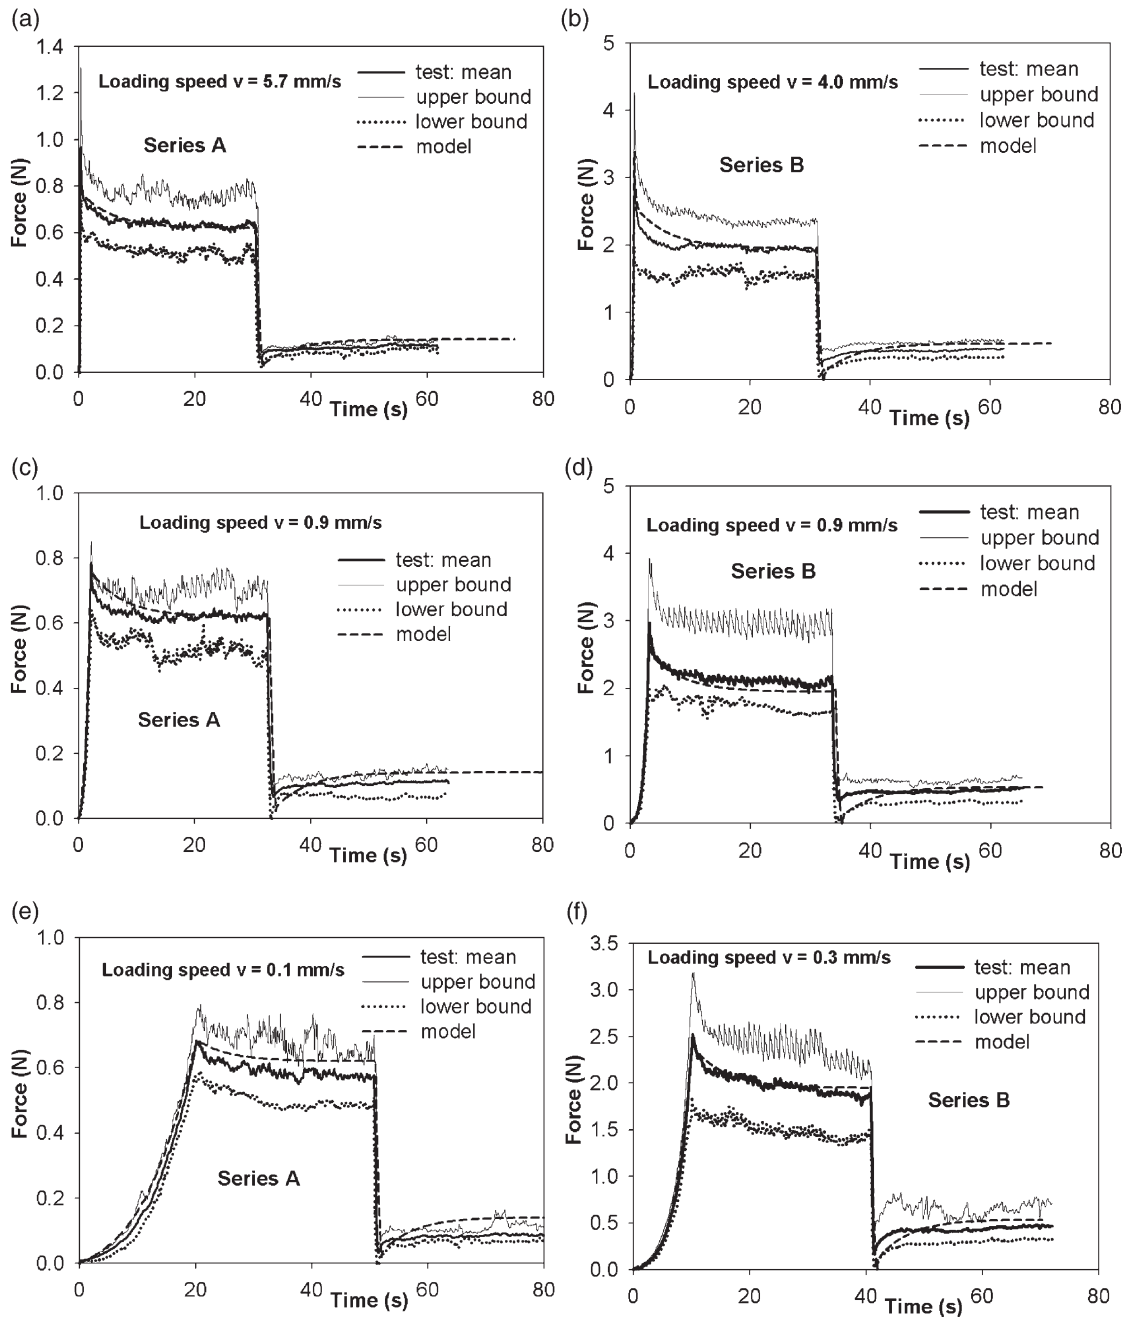 (a)
1.4
1.2
1.0
0.8
0.6
0.4
0.2
0.0
Force (N)
Loading speed v = 5.7 mm/s
test: mean
upper bound
lower bound
model
Series A
0 20 40 60 80
Time (s)
(b)
5
4
3
2
1
0
Force (N)
Loading speed v = 4.0 mm/s
test: mean
upper bound
lower bound
model
Series B
0 20 40 60 80
Time (s)
(c)
1.0
0.8
0.6
0.4
0.2
0.0
Force (N)
Loading speed v = 0.9 mm/s
test: mean
upper bound
lower bound
model
Series A
0 20 40 60 80
Time (s)
(d)
5
4
3
2
1
0
Force (N)
Loading speed v = 0.9 mm/s
test: mean
upper bound
lower bound
model
Series B
0 20 40 60 80
Time (s)
(e)
1.0
0.8
0.6
0.4
0.2
0.0
Force (N)
Loading speed v = 0.1 mm/s
test: mean
upper bound
lower bound
model
Series A
0 20 40 60 80
Time (s)
(f)
3.5
3.0
2.5
2.0
1.5
1.0
0.5
0.0
Force (N)
Loading speed v = 0.3 mm/s
test: mean
upper bound
lower bound
model
Series B
0 20 40 60 80
Time (s)